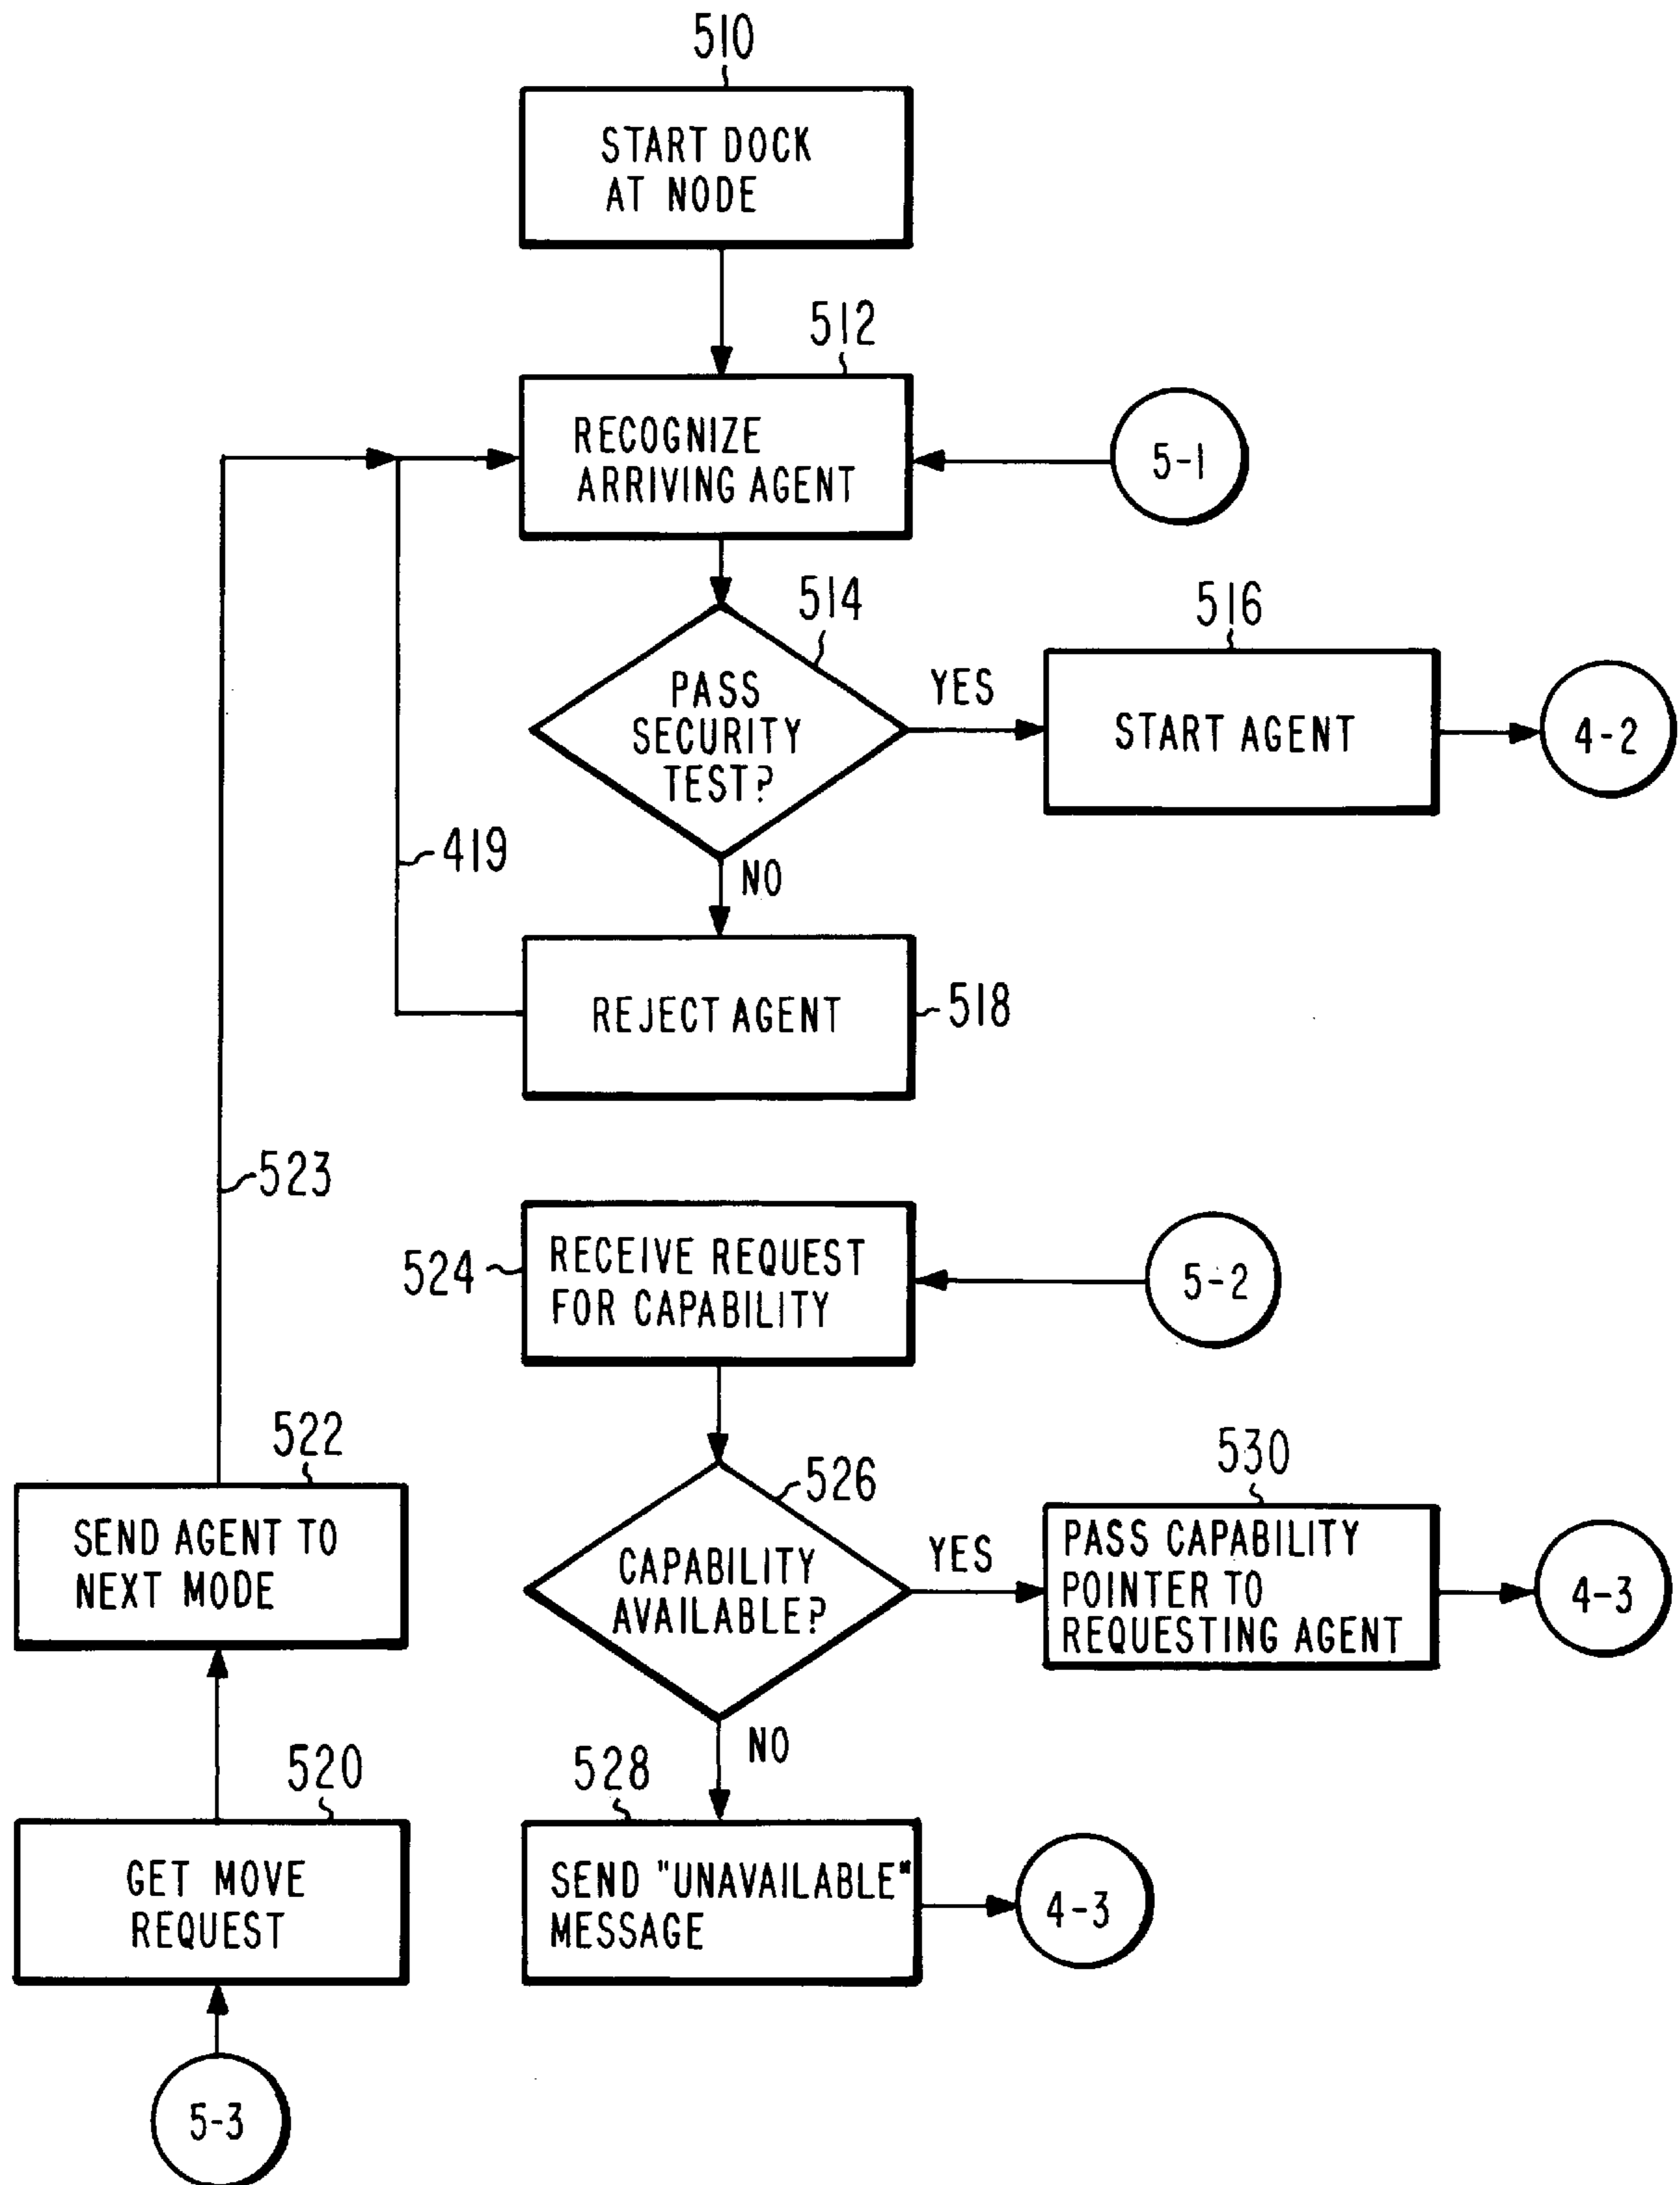 510
START DOCK
AT NODE
512
RECOGNIZE
ARRIVING AGENT
5-1
514
PASS
SECURITY
TEST?
YES
516
START AGENT
4-2
419
NO
REJECT AGENT
518
523
524
RECEIVE REQUEST
FOR CAPABILITY
5-2
522
SEND AGENT TO
NEXT MODE
526
CAPABILITY
AVAILABLE?
YES
530
PASS CAPABILITY
POINTER TO
REQUESTING AGENT
4-3
NO
520
GET MOVE
REQUEST
528
SEND "UNAVAILABLE"
MESSAGE
4-3
5-3